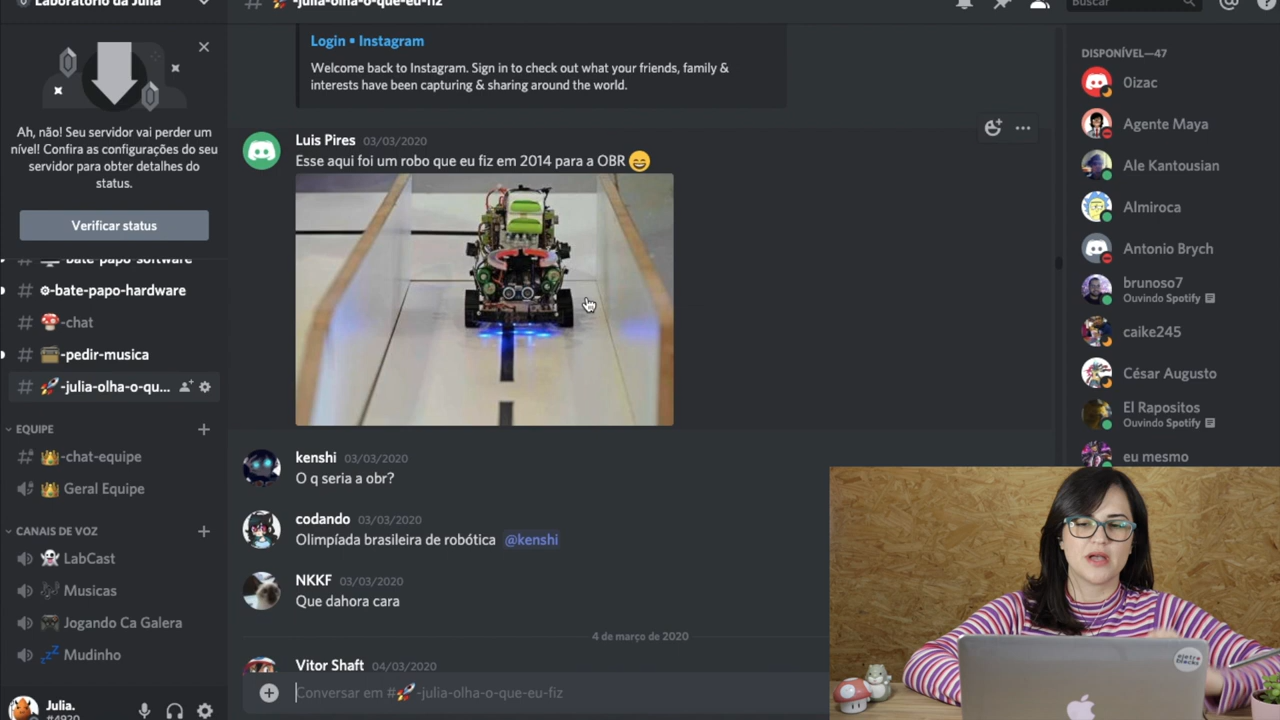 Laboratório da Julia
-julia-olha-o-que-eu-fiz
Buscar
Ah, não! Seu servidor vai perder um
nível! Confira as configurações do seu
servidor para obter detalhes do
status.
Verificar status
-bate-papo-software
-bate-papo-hardware
-chat
-pedir-musica
-julia-olha-o-qu...
EQUIPE
-chat-equipe
Geral Equipe
CANAIS DE VOZ
LabCast
Musicas
Jogando Ca Galera
Mudinho
Julia.
#4920
Login • Instagram
Welcome back to Instagram. Sign in to check out what your friends, family &
interests have been capturing & sharing around the world.
Luis Pires 03/03/2020
Esse aqui foi um robo que eu fiz em 2014 para a OBR
kenshi 03/03/2020
O q seria a obr?
codando 03/03/2020
Olimpíada brasileira de robótica @kenshi
NKKF 03/03/2020
Que dahora cara
4 de março de 2020
Vitor Shaft 04/03/2020
Conversar em #🚀-julia-olha-o-que-eu-fiz
DISPONÍVEL—47
0izac
Agente Maya
Ale Kantousian
Almiroca
Antonio Brych
brunoso7
Ouvindo Spotify
caike245
César Augusto
El Rapositos
Ouvindo Spotify
eu mesmo